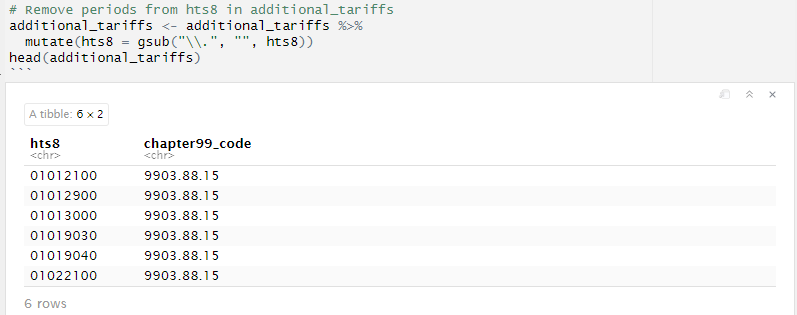 # Remove periods from hts8 in additional_tariffs
additional_tariffs <- additional_tariffs %>%
  mutate(hts8 = gsub("\\.", "", hts8))
head(additional_tariffs)
```
A tibble: 6 × 2
hts8 chapter99_code
<chr> <chr>
01012100 9903.88.15
01012900 9903.88.15
01013000 9903.88.15
01019030 9903.88.15
01019040 9903.88.15
01022100 9903.88.15
6 rows